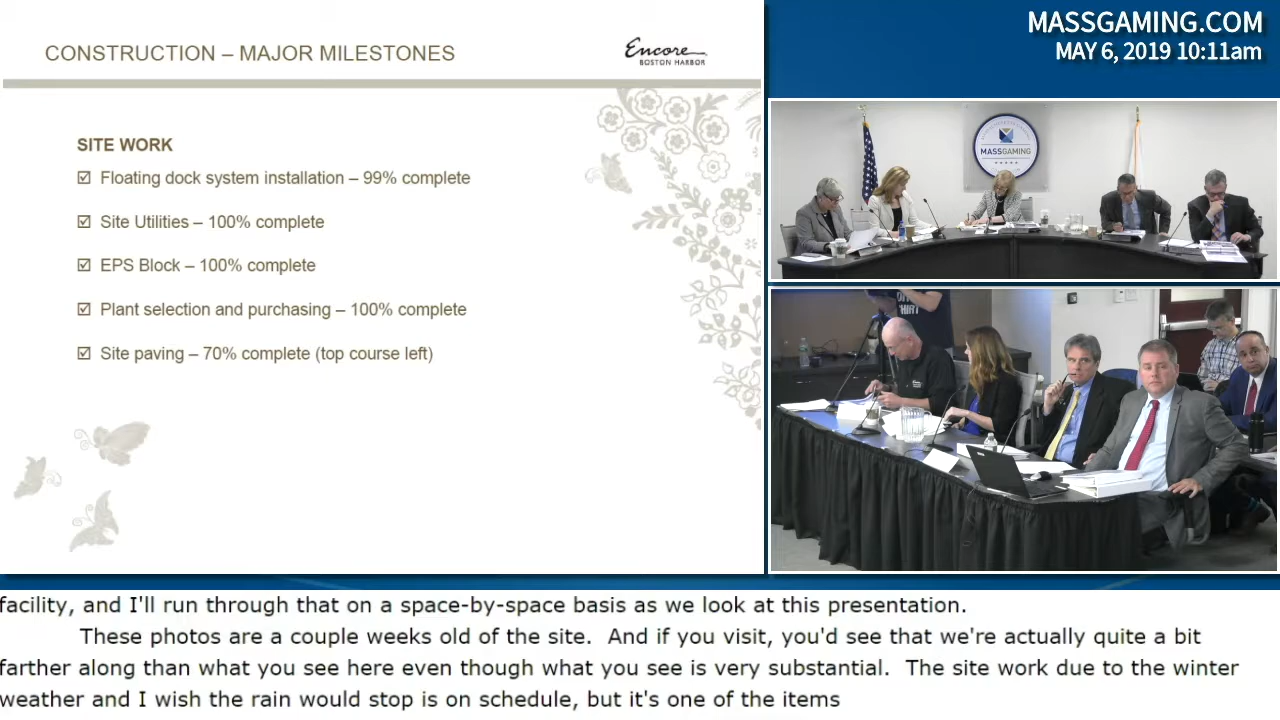 CONSTRUCTION – MAJOR MILESTONES
Encore
BOSTON HARBOR
SITE WORK
☑ Floating dock system installation – 99% complete
☑ Site Utilities – 100% complete
☑ EPS Block – 100% complete
☑ Plant selection and purchasing – 100% complete
☑ Site paving – 70% complete (top course left)
MASSGAMING.COM
MAY 6, 2019 10:11am
MASSGAMING
facility, and I'll run through that on a space-by-space basis as we look at this presentation.
These photos are a couple weeks old of the site. And if you visit, you'd see that we're actually quite a bit
farther along than what you see here even though what you see is very substantial. The site work due to the winter
weather and I wish the rain would stop is on schedule, but it's one of the items